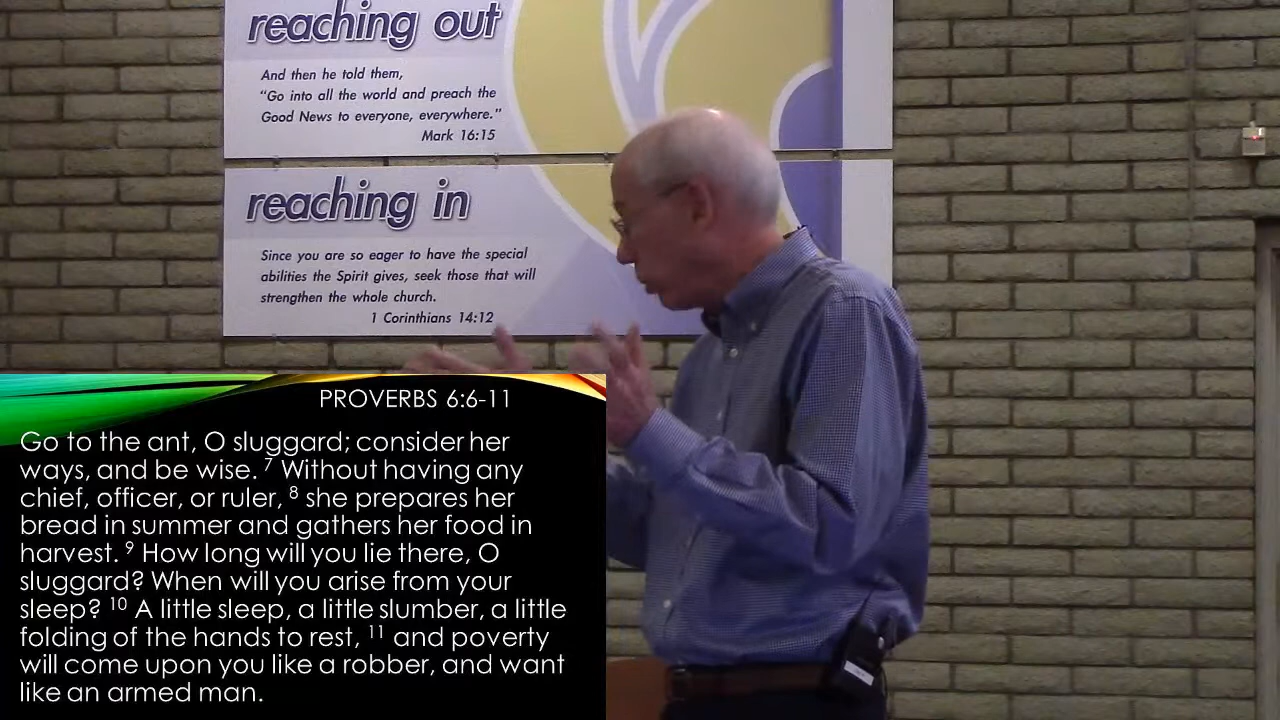 reaching out
And then he told them,
“Go into all the world and preach the
Good News to everyone, everywhere.”
Mark 16:15
reaching in
Since you are so eager to have the special
abilities the Spirit gives, seek those that will
strengthen the whole church.
1 Corinthians 14:12
PROVERBS 6:6-11
Go to the ant, O sluggard; consider her
ways, and be wise. 7 Without having any
chief, officer, or ruler, 8 she prepares her
bread in summer and gathers her food in
harvest. 9 How long will you lie there, O
sluggard? When will you arise from your
sleep? 10 A little sleep, a little slumber, a little
folding of the hands to rest, 11 and poverty
will come upon you like a robber, and want
like an armed man.